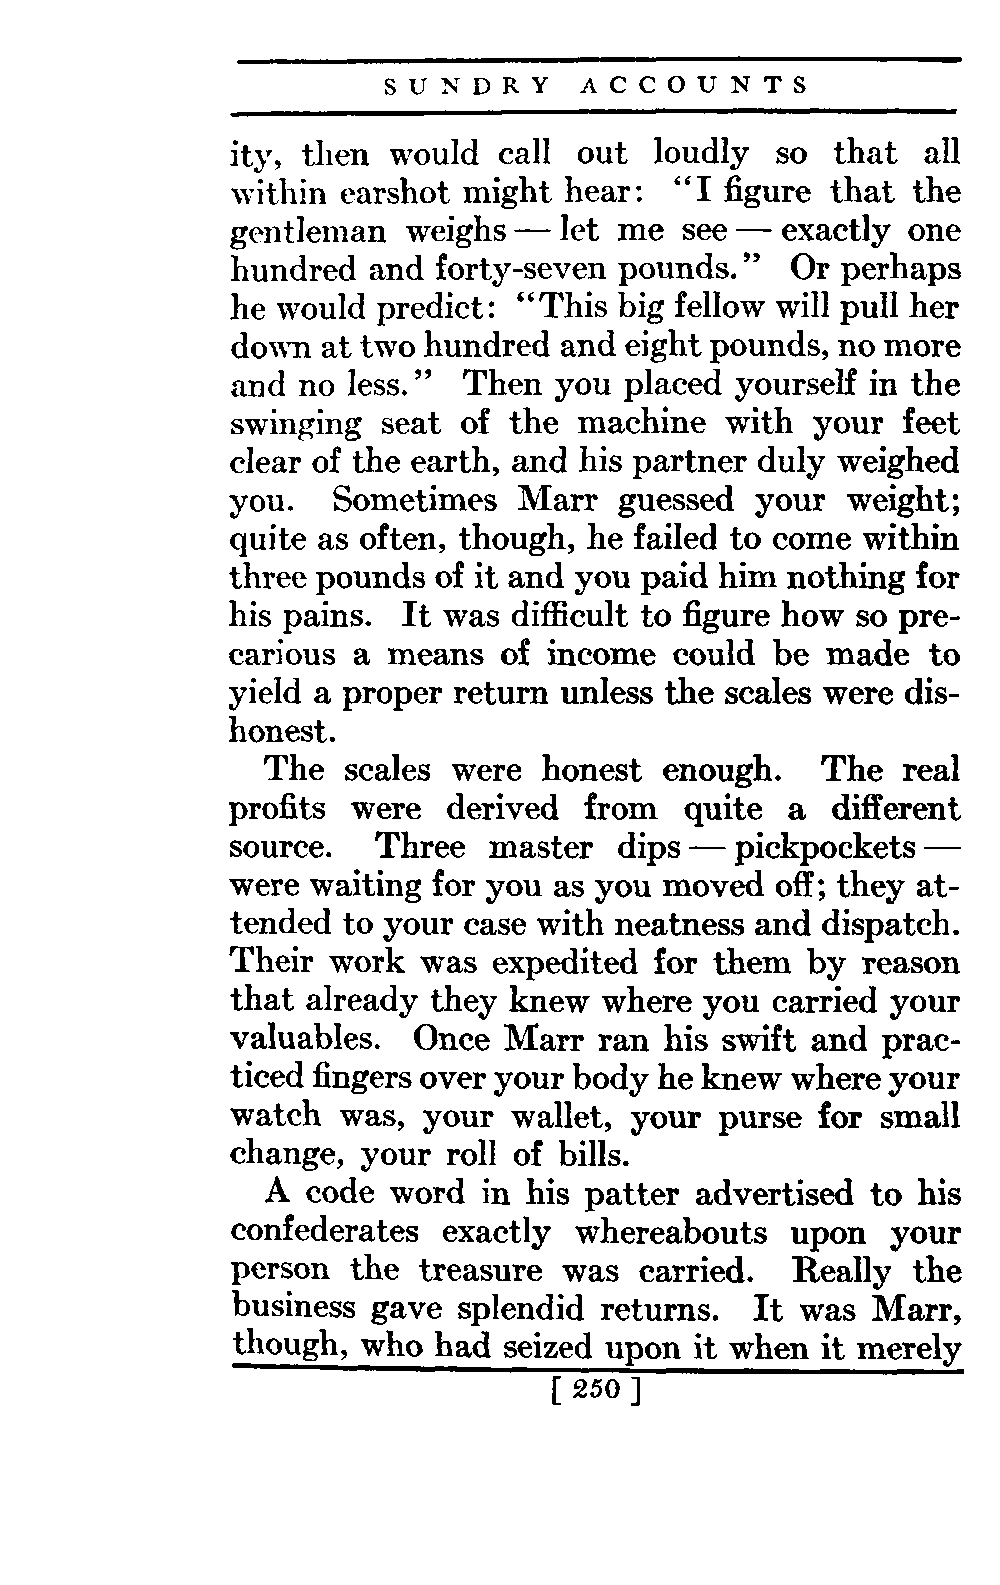 SUNDRY ACCOUNTS
ity, then would call out loudly so that all
within earshot might hear: “I figure that the
gentleman weighs — let me see — exactly one
hundred and forty-seven pounds.” Or perhaps
he would predict: “This big fellow will pull her
down at two hundred and eight pounds, no more
and no less.” Then you placed yourself in the
swinging seat of the machine with your feet
clear of the earth, and his partner duly weighed
you. Sometimes Marr guessed your weight;
quite as often, though, he failed to come within
three pounds of it and you paid him nothing for
his pains. It was difficult to figure how so pre-
carious a means of income could be made to
yield a proper return unless the scales were dis-
honest.
The scales were honest enough. The real
profits were derived from quite a different
source. Three master dips — pickpockets —
were waiting for you as you moved off; they at-
tended to your case with neatness and dispatch.
Their work was expedited for them by reason
that already they knew where you carried your
valuables. Once Marr ran his swift and prac-
ticed fingers over your body he knew where your
watch was, your wallet, your purse for small
change, your roll of bills.
A code word in his patter advertised to his
confederates exactly whereabouts upon your
person the treasure was carried. Really the
business gave splendid returns. It was Marr,
though, who had seized upon it when it merely
[ 250 ]